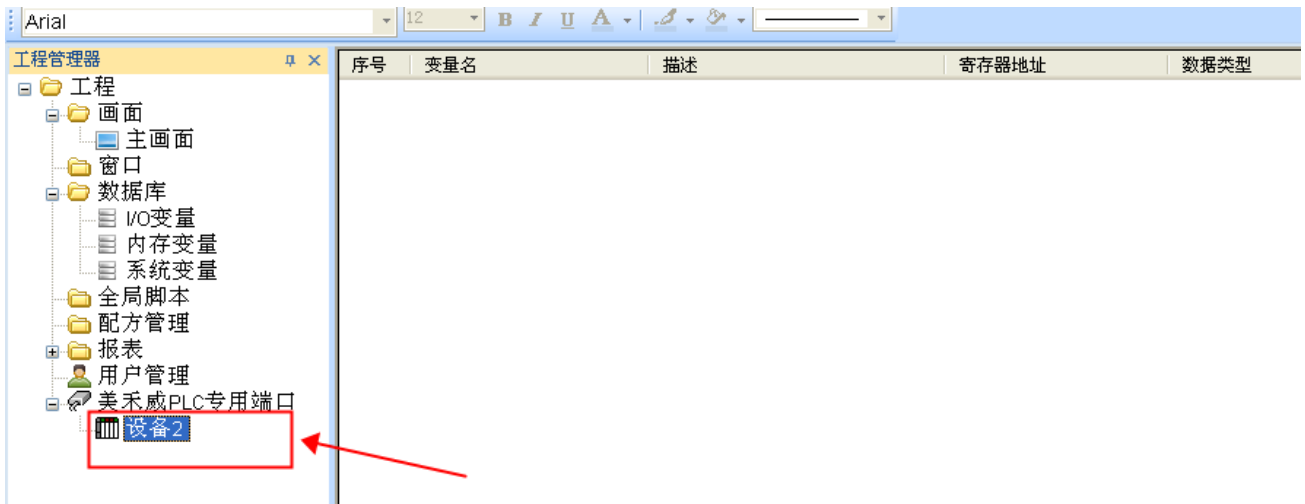 Arial 12 B I U A
工程管理器
序号 变量名 描述 寄存器地址 数据类型
工程
画面
主画面
窗口
数据库
I/O变量
内存变量
系统变量
全局脚本
配方管理
报表
用户管理
美禾威PLC专用端口
设备2